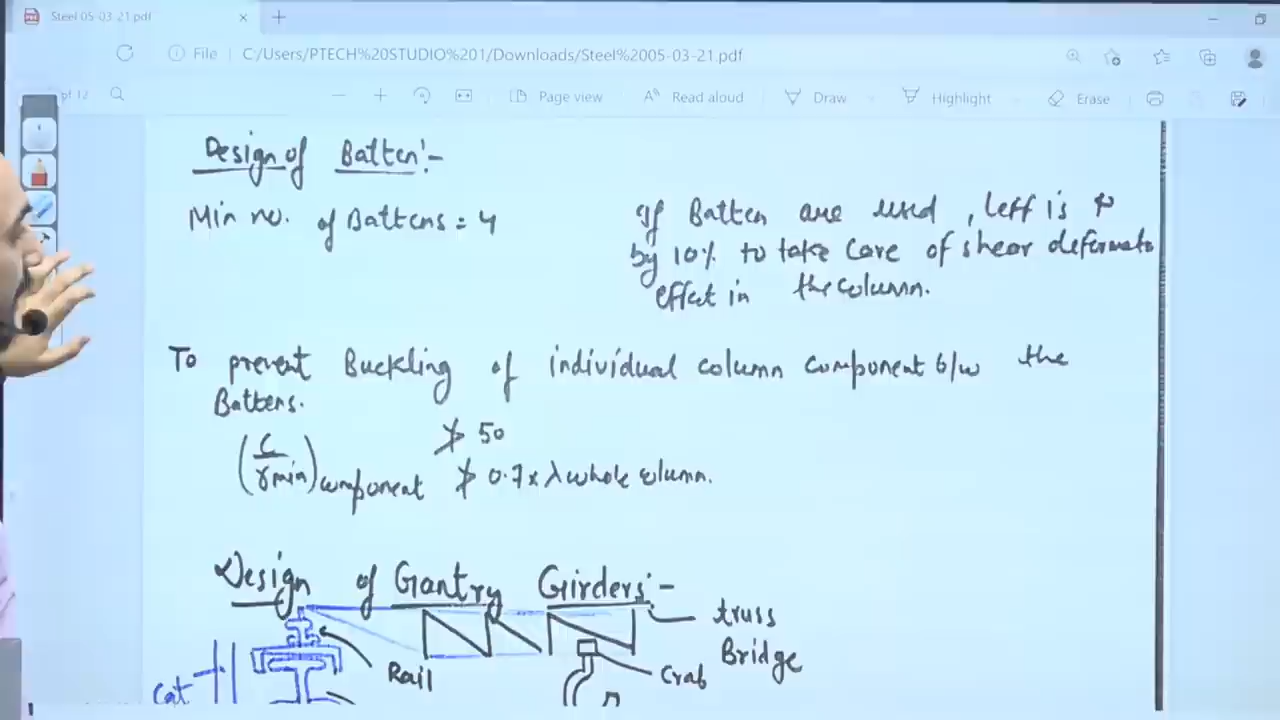 Steel 05-03-21.pdf
File
C:/Users/PTECH%20STUDIO%201/Downloads/Steel%2005-03-21.pdf
of 12
Page view
Read aloud
Draw
Highlight
Erase
Design of Batten:-
Min no. of Battens = 4
If Batten are used, leff is ↑
by 10% to take care of shear deformato
effect in the column.
To prevent Buckling of individual column component b/w the
Battens.
(C/rmin)component ≯ 50
≯ 0.7 x λ whole column.
Design of Gantry Girders:-
truss
Bridge
Rail
Crab
Cat